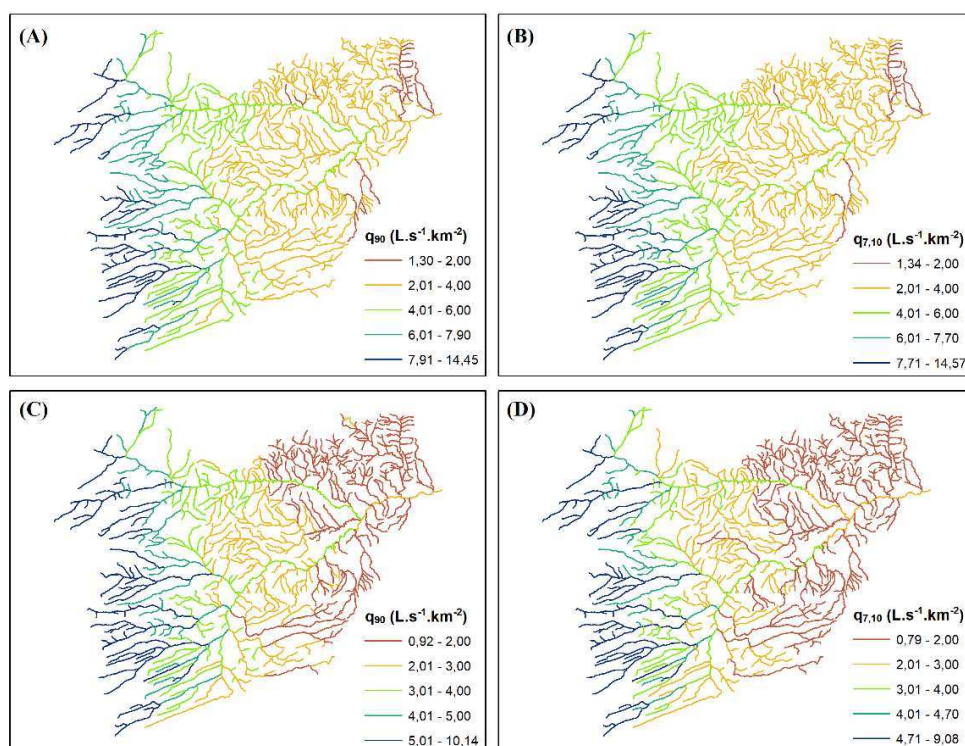 (A)
q90 (L.s-1.km-2)
1,30 - 2,00
2,01 - 4,00
4,01 - 6,00
6,01 - 7,90
7,91 - 14,45
(B)
q7,10 (L.s-1.km-2)
1,34 - 2,00
2,01 - 4,00
4,01 - 6,00
6,01 - 7,70
7,71 - 14,57
(C)
q90 (L.s-1.km-2)
0,92 - 2,00
2,01 - 3,00
3,01 - 4,00
4,01 - 5,00
5,01 - 10,14
(D)
q7,10 (L.s-1.km-2)
0,79 - 2,00
2,01 - 3,00
3,01 - 4,00
4,01 - 4,70
4,71 - 9,08